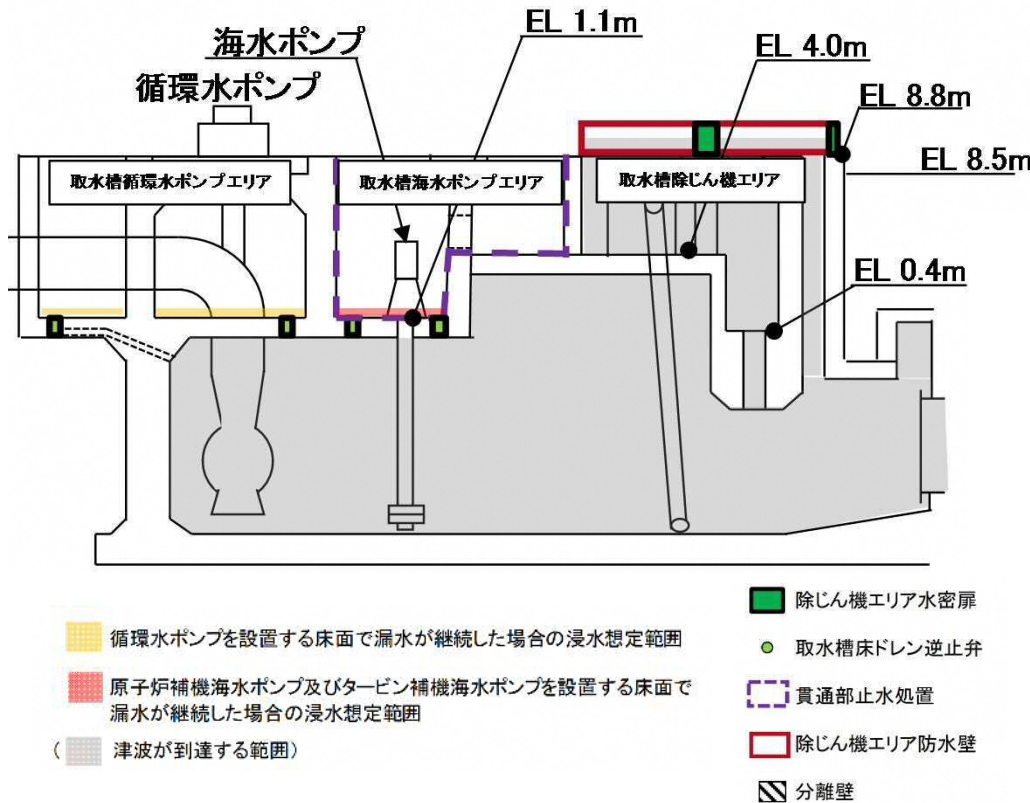 海水ポンプ
循環水ポンプ
EL 1.1m
EL 4.0m
EL 8.8m
EL 8.5m
取水槽循環水ポンプエリア
取水槽海水ポンプエリア
取水槽除じん機エリア
EL 0.4m
循環水ポンプを設置する床面で漏水が継続した場合の浸水想定範囲
原子炉補機海水ポンプ及びタービン補機海水ポンプを設置する床面で
漏水が継続した場合の浸水想定範囲
( 津波が到達する範囲)
除じん機エリア水密扉
取水槽床ドレン逆止弁
貫通部止水処置
除じん機エリア防水壁
分離壁